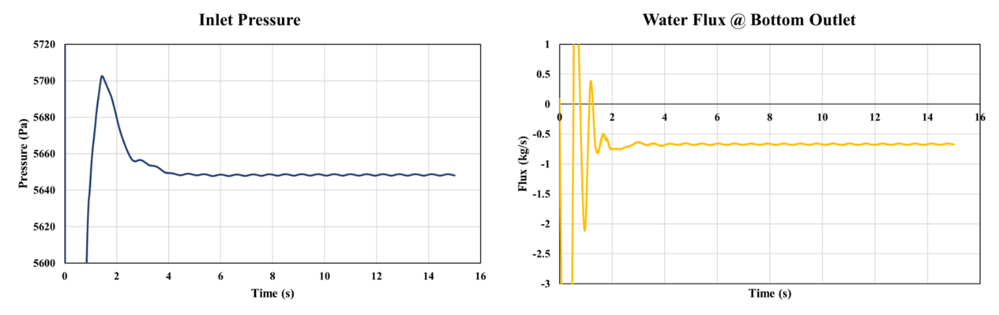 Inlet Pressure
5720
5700
5680
5660
5640
5620
5600
Pressure (Pa)
0 2 4 6 8 10 12 14 16
Time (s)
Water Flux @ Bottom Outlet
1
0.5
0
-0.5
-1
-1.5
-2
-2.5
-3
Flux (kg/s)
0 2 4 6 8 10 12 14 16
Time (s)